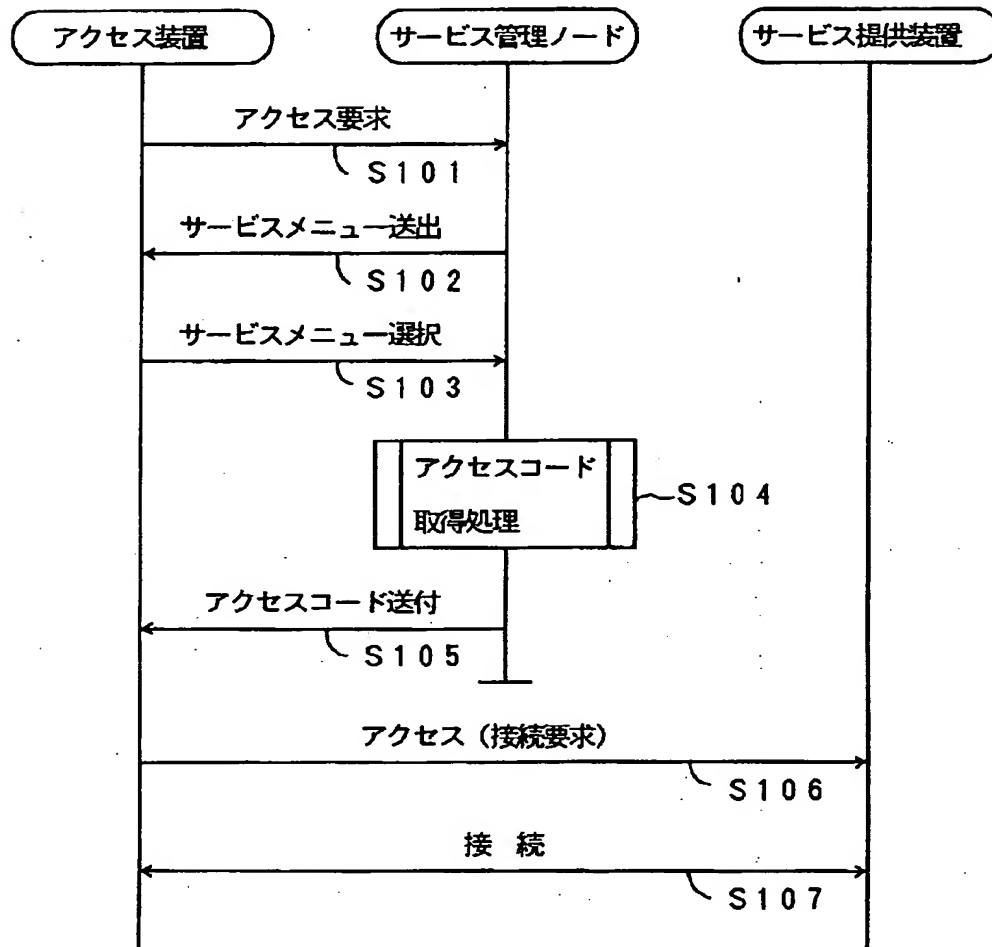 アクセス装置
サービス管理ノード
サービス提供装置
アクセス要求
S101
サービスメニュー送出
S102
サービスメニュー選択
S103
アクセスコード
取得処理
S104
アクセスコード送付
S105
アクセス（接続要求）
S106
接 続
S107